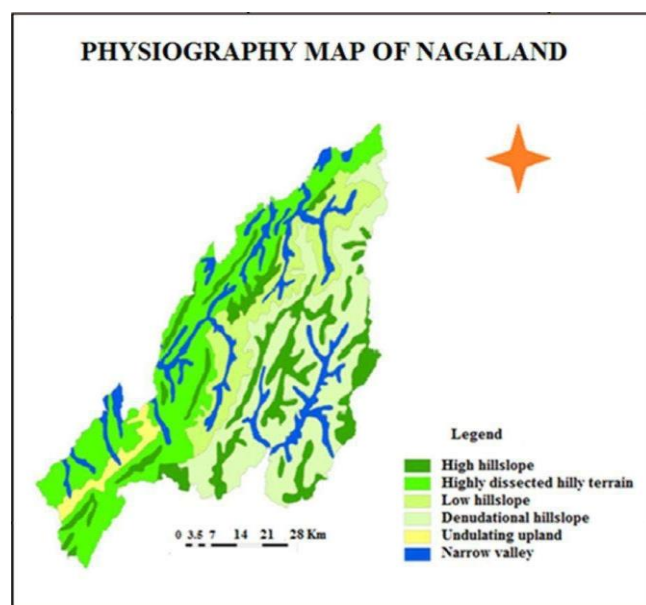 PHYSIOGRAPHY MAP OF NAGALAND
Legend
High hillslope
Highly dissected hilly terrain
Low hillslope
Denudational hillslope
Undulating upland
Narrow valley
0 3.5 7 14 21 28 Km